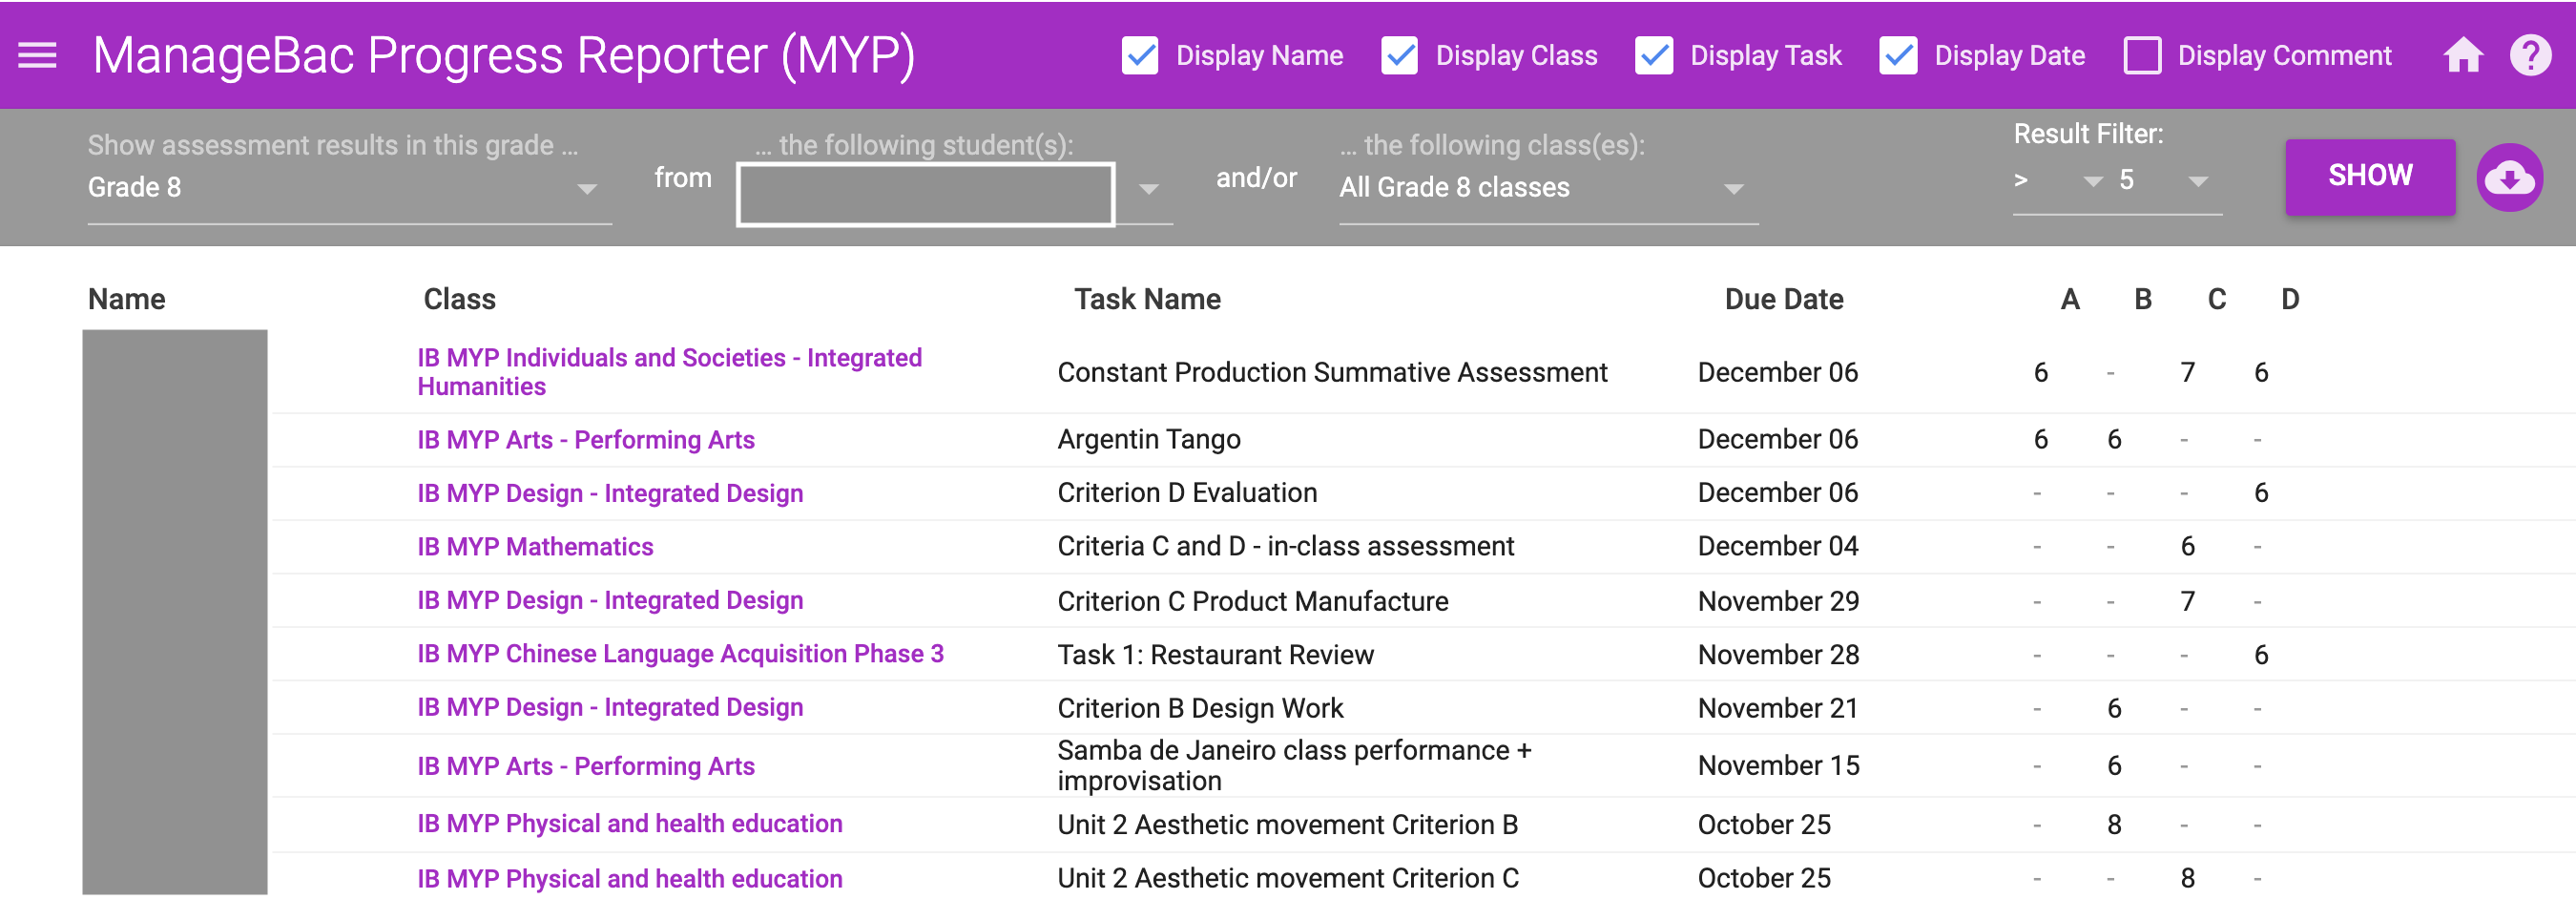 ManageBac Progress Reporter (MYP) Display Name Display Class Display Task Display Date Display Comment ?
Show assessment results in this grade ... ... the following student(s): ... the following class(es): Result Filter:
Grade 8 from and/or All Grade 8 classes > 5 SHOW
Name Class Task Name Due Date A B C D
IB MYP Individuals and Societies - Integrated
Humanities
Constant Production Summative Assessment December 06 6 - 7 6
IB MYP Arts - Performing Arts Argentin Tango December 06 6 6 - -
IB MYP Design - Integrated Design Criterion D Evaluation December 06 - - - 6
IB MYP Mathematics Criteria C and D - in-class assessment December 04 - - 6 -
IB MYP Design - Integrated Design Criterion C Product Manufacture November 29 - - 7 -
IB MYP Chinese Language Acquisition Phase 3 Task 1: Restaurant Review November 28 - - - 6
IB MYP Design - Integrated Design Criterion B Design Work November 21 - 6 - -
IB MYP Arts - Performing Arts
Samba de Janeiro class performance +
improvisation
November 15 - 6 - -
IB MYP Physical and health education Unit 2 Aesthetic movement Criterion B October 25 - 8 - -
IB MYP Physical and health education Unit 2 Aesthetic movement Criterion C October 25 - - 8 -